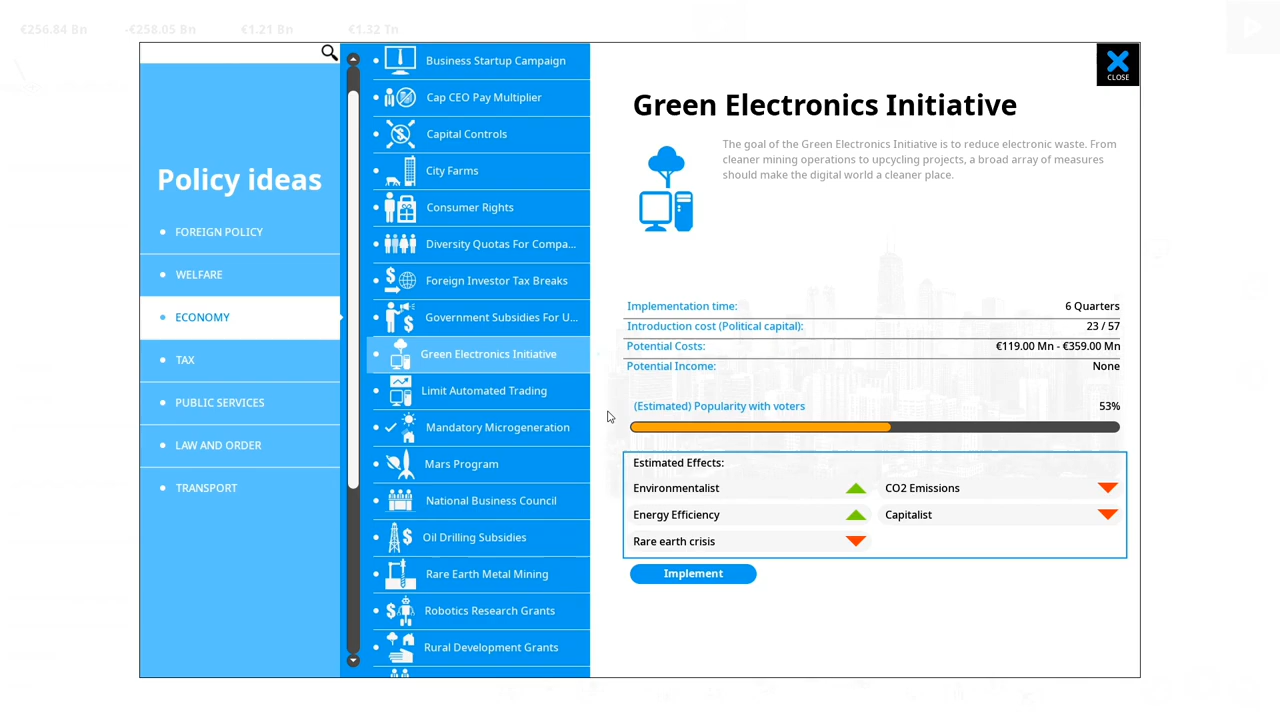 €256.84 Bn -€258.05 Bn €1.21 Bn €1.32 Tn
CLOSE
Policy ideas
FOREIGN POLICY
WELFARE
ECONOMY
TAX
PUBLIC SERVICES
LAW AND ORDER
TRANSPORT
Business Startup Campaign
Cap CEO Pay Multiplier
Capital Controls
City Farms
Consumer Rights
Diversity Quotas For Compa...
Foreign Investor Tax Breaks
Government Subsidies For U...
Green Electronics Initiative
Limit Automated Trading
Mandatory Microgeneration
Mars Program
National Business Council
Oil Drilling Subsidies
Rare Earth Metal Mining
Robotics Research Grants
Rural Development Grants
Green Electronics Initiative
The goal of the Green Electronics Initiative is to reduce electronic waste. From
cleaner mining operations to upcycling projects, a broad array of measures
should make the digital world a cleaner place.
Implementation time: 6 Quarters
Introduction cost (Political capital): 23 / 57
Potential Costs: €119.00 Mn - €359.00 Mn
Potential Income: None
(Estimated) Popularity with voters 53%
Estimated Effects:
Environmentalist CO2 Emissions
Energy Efficiency Capitalist
Rare earth crisis
Implement